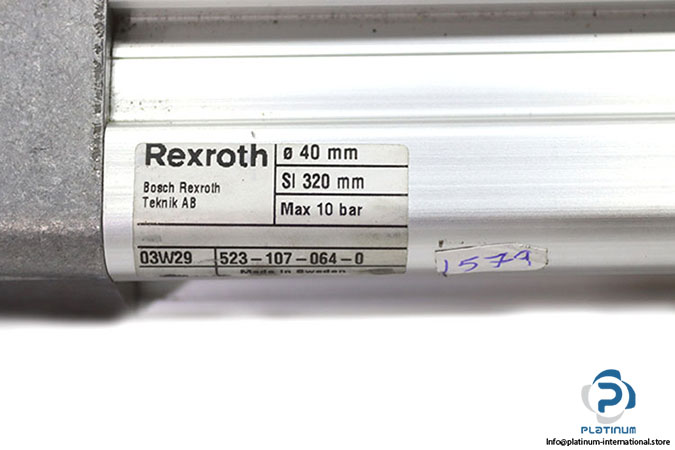 Rexroth
Bosch Rexroth
Teknik AB
ø 40 mm
Sl 320 mm
Max 10 bar
03W29
523-107-064-0
Made in Sweden
1579
PLATINUM
Info@platinum-international.store